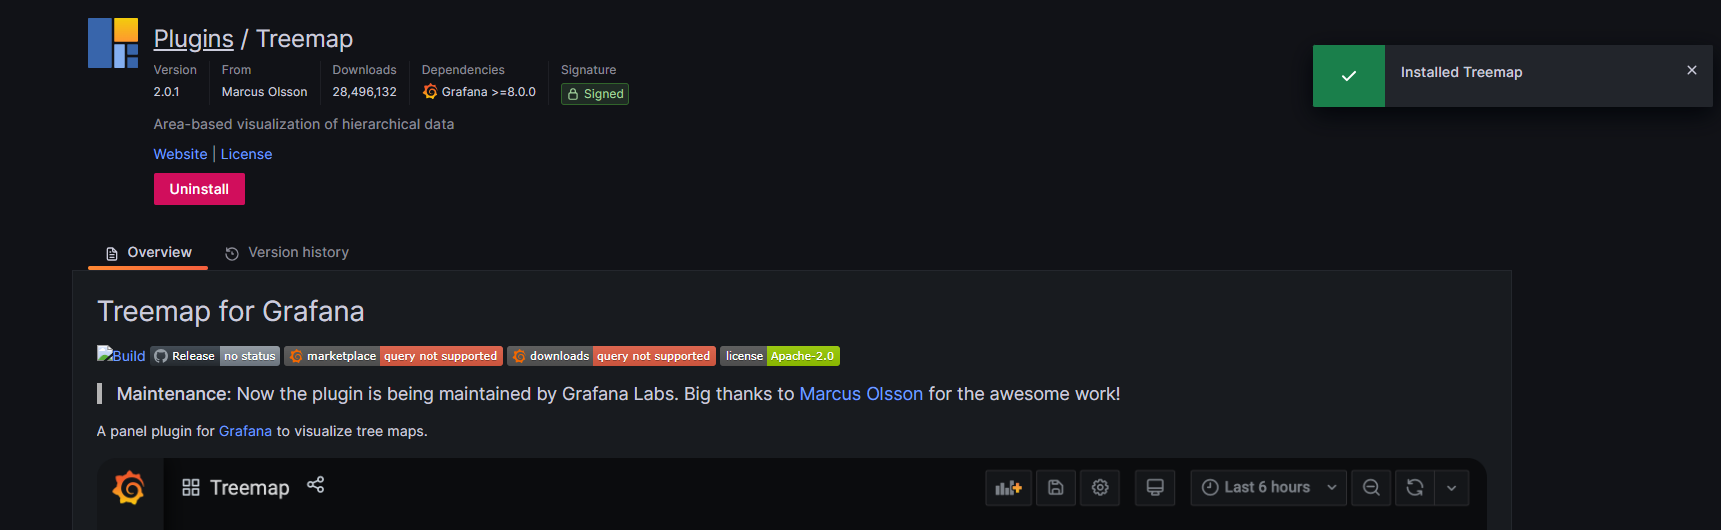 Plugins / Treemap
Installed Treemap
Version From Downloads Dependencies Signature
2.0.1 Marcus Olsson 28,496,132 Grafana >=8.0.0 Signed
Area-based visualization of hierarchical data
Website | License
Uninstall
Overview Version history
Treemap for Grafana
Build Release no status marketplace query not supported downloads query not supported license Apache-2.0
Maintenance: Now the plugin is being maintained by Grafana Labs. Big thanks to Marcus Olsson for the awesome work!
A panel plugin for Grafana to visualize tree maps.
Treemap Last 6 hours